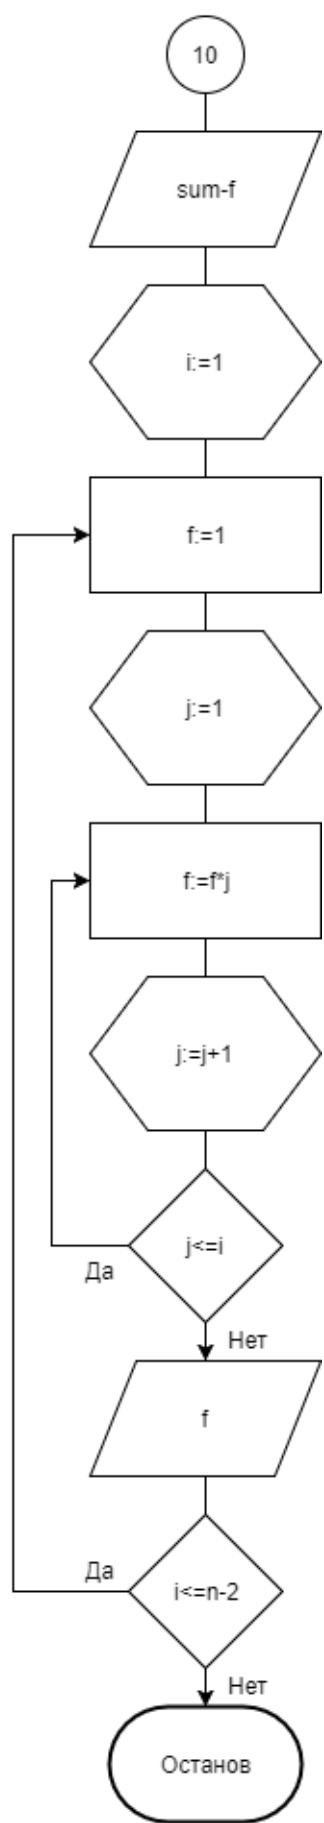 10
sum-f
i:=1
f:=1
j:=1
f:=f*j
j:=j+1
j<=i
Да
Нет
f
Да
i<=n-2
Нет
Останов